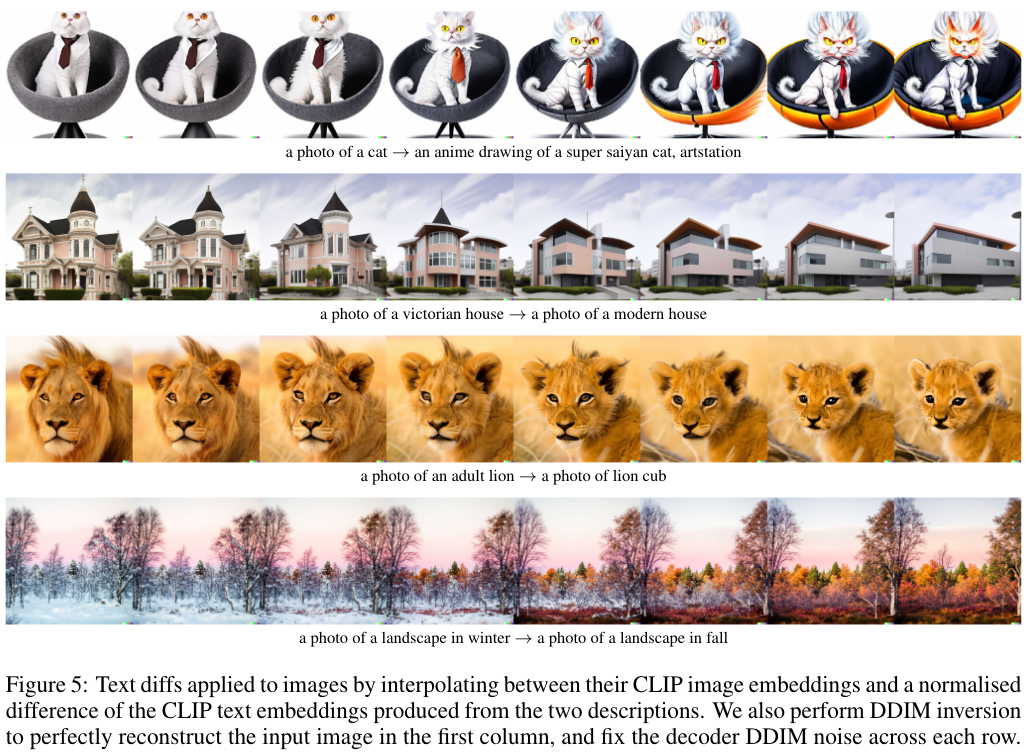 a photo of a cat → an anime drawing of a super saiyan cat, artstation
a photo of a victorian house → a photo of a modern house
a photo of an adult lion → a photo of lion cub
a photo of a landscape in winter → a photo of a landscape in fall
Figure 5: Text diffs applied to images by interpolating between their CLIP image embeddings and a normalised
difference of the CLIP text embeddings produced from the two descriptions. We also perform DDIM inversion
to perfectly reconstruct the input image in the first column, and fix the decoder DDIM noise across each row.